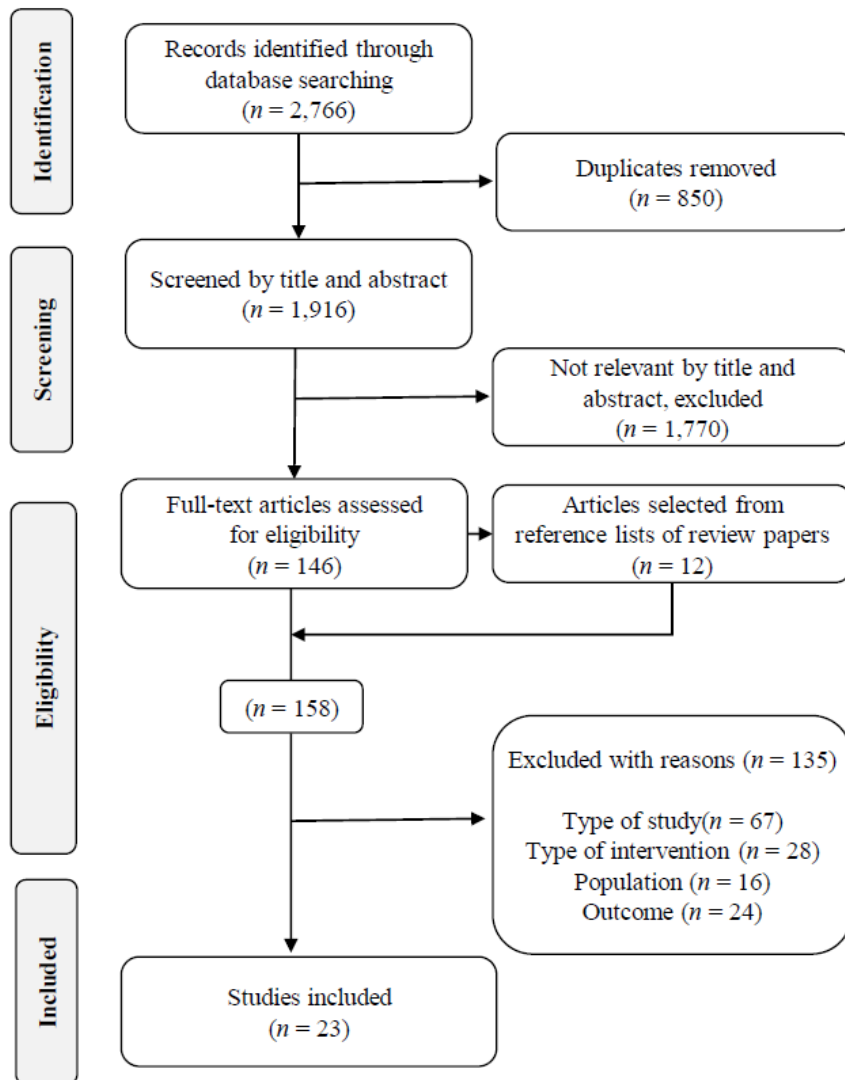 Identification
Records identified through
database searching
(n = 2,766)
Duplicates removed
(n = 850)
Screening
Screened by title and abstract
(n = 1,916)
Not relevant by title and
abstract, excluded
(n = 1,770)
Eligibility
Full-text articles assessed
for eligibility
(n = 146)
Articles selected from
reference lists of review papers
(n = 12)
(n = 158)
Excluded with reasons (n = 135)
Type of study(n = 67)
Type of intervention (n = 28)
Population (n = 16)
Outcome (n = 24)
Included
Studies included
(n = 23)